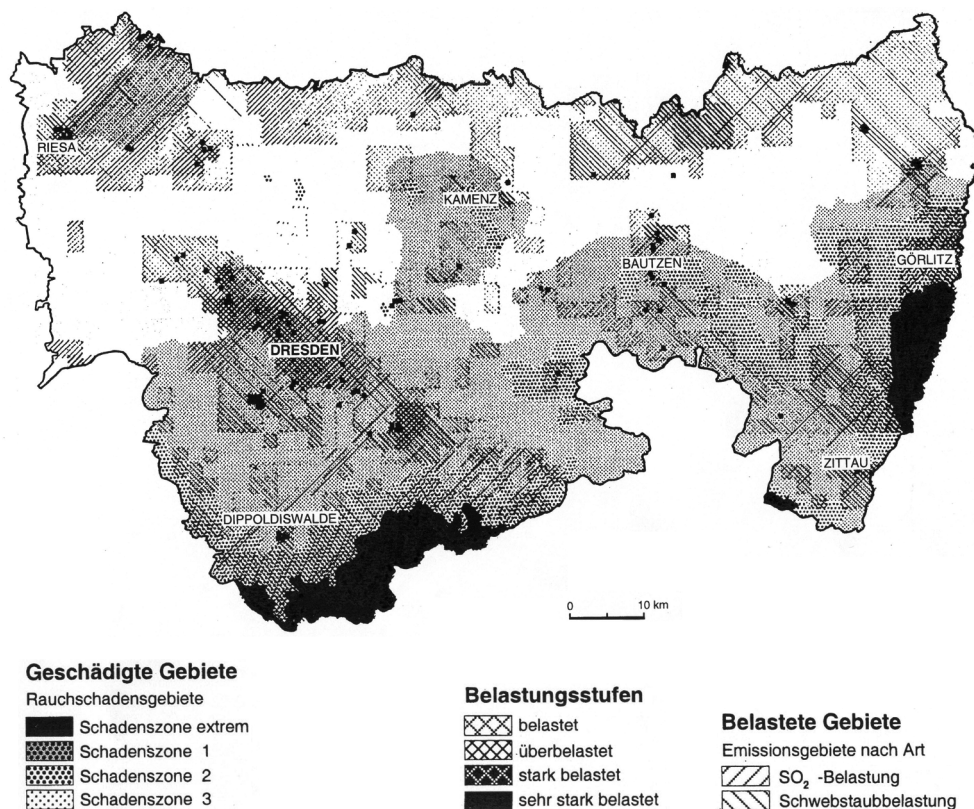 RIESA
KAMENZ
BAUTZEN
GÖRLITZ
DRESDEN
ZITTAU
DIPPOLDISWALDE
0 10 km
Geschädigte Gebiete
Rauchschadensgebiete
Schadenszone extrem
Schadenszone 1
Schadenszone 2
Schadenszone 3
Belastungsstufen
belastet
überbelastet
stark belastet
sehr stark belastet
Belastete Gebiete
Emissionsgebiete nach Art
SO₂ -Belastung
Schwebstaubbelastung